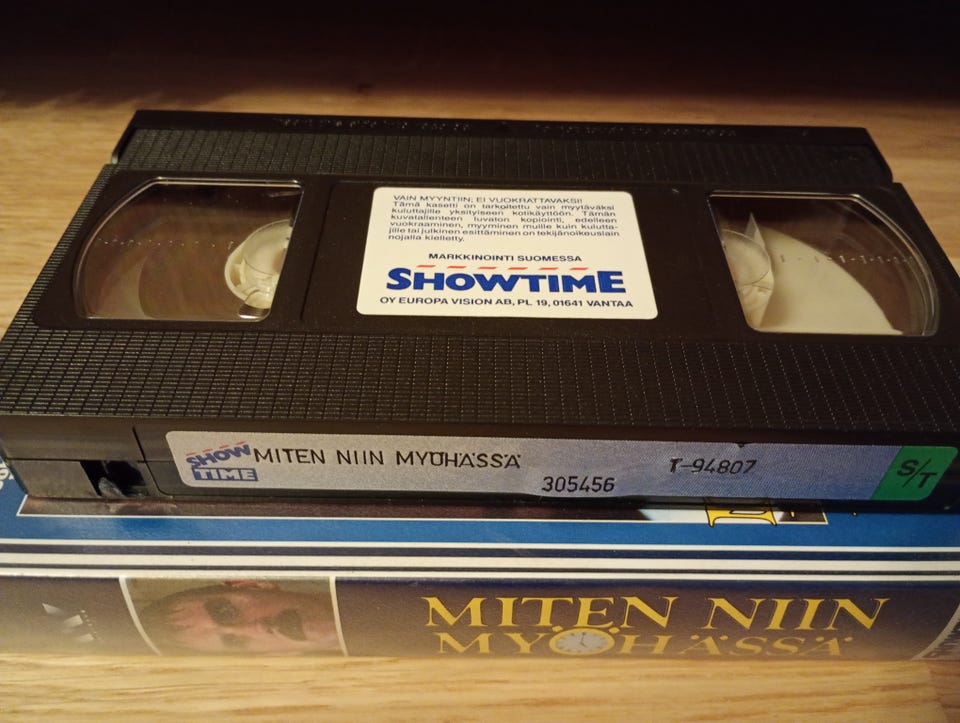 VAIN MYYNTIIN; EI VUOKRATTAVAKSI!
Tämä kasetti on tarkoitettu vain myytäväksi
kuluttajille yksityiseen kotikäyttöön. Tämän
kuvatallenteen luvaton kopiointi, edelleen
vuokraaminen, myyminen muille kuin kulutta-
jille tai julkinen esittäminen on tekijänoikeuslain
nojalla kielletty.
MARKKINOINTI SUOMESSA
SHOWTIME
OY EUROPA VISION AB, PL 19, 01641 VANTAA
SHOW TIME
MITEN NIIN MYÖHÄSSÄ
T-94807
305456
S/T
MITEN NIIN
MYÖHÄSSÄ